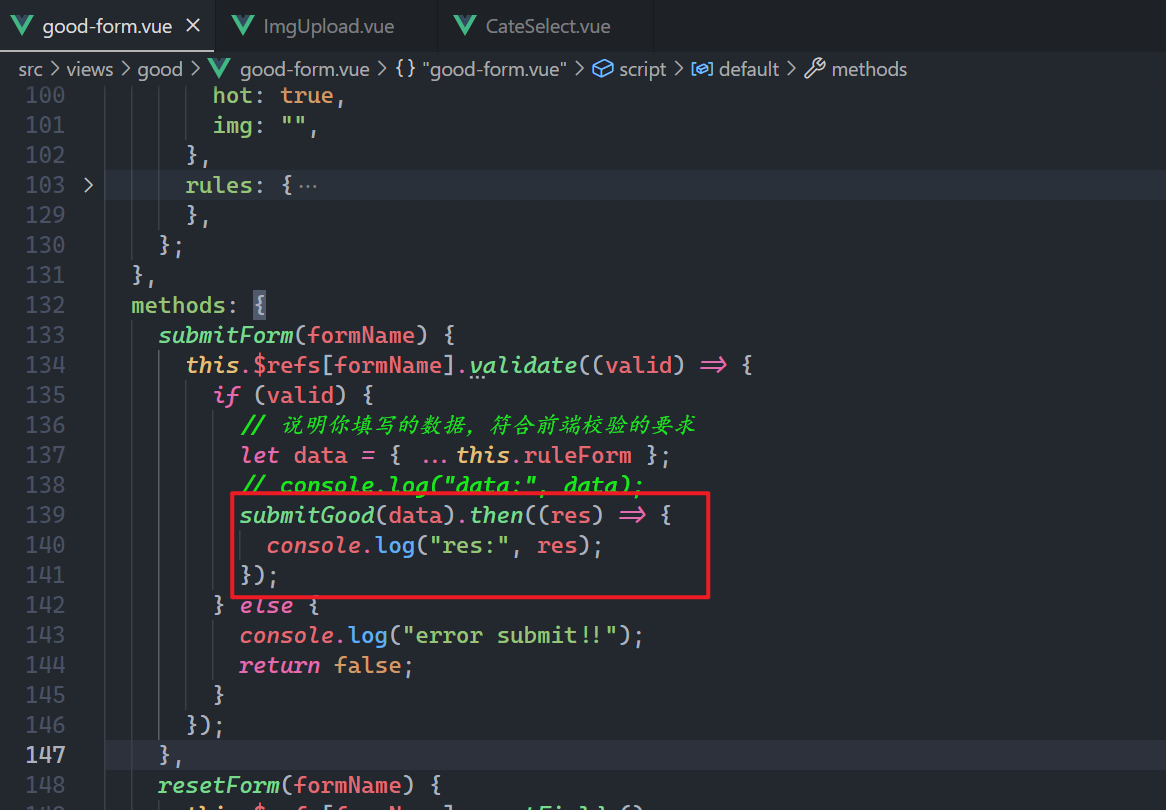 good-form.vue ×
ImgUpload.vue
CateSelect.vue
src > views > good > good-form.vue > {} "good-form.vue" > script > default > methods
100 hot: true,
101 img: "",
102 },
103 > rules: { ···
129 },
130 };
131 },
132 methods: {
133 submitForm(formName) {
134 this.$refs[formName].validate((valid) => {
135 if (valid) {
136 // 说明你填写的数据, 符合前端校验的要求
137 let data = { ...this.ruleForm };
138 // console.log("data:", data);
139 submitGood(data).then((res) => {
140 console.log("res:", res);
141 });
142 } else {
143 console.log("error submit!!");
144 return false;
145 }
146 });
147 },
148 resetForm(formName) {